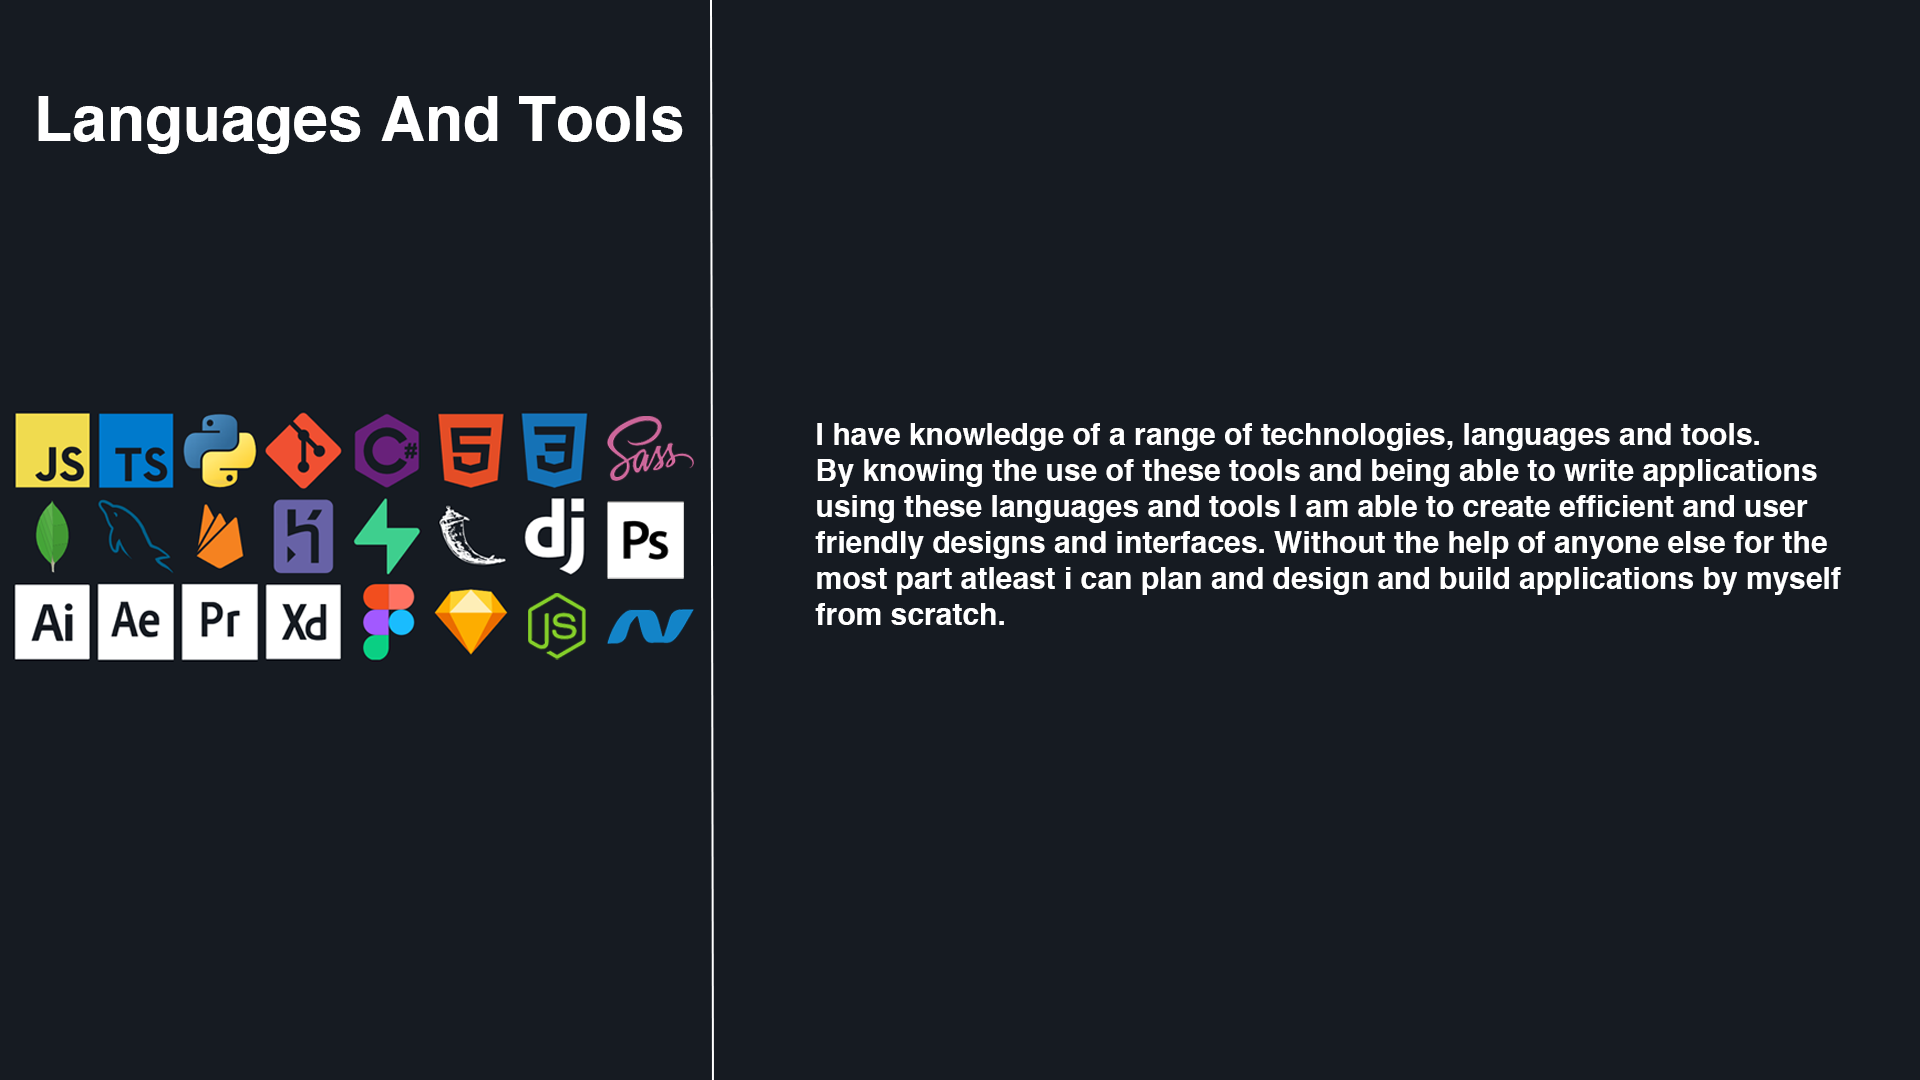 Languages And Tools
JS TS C# 5 3 Sass
dj Ps
Ai Ae Pr Xd JS
I have knowledge of a range of technologies, languages and tools.
By knowing the use of these tools and being able to write applications
using these languages and tools I am able to create efficient and user
friendly designs and interfaces. Without the help of anyone else for the
most part atleast i can plan and design and build applications by myself
from scratch.